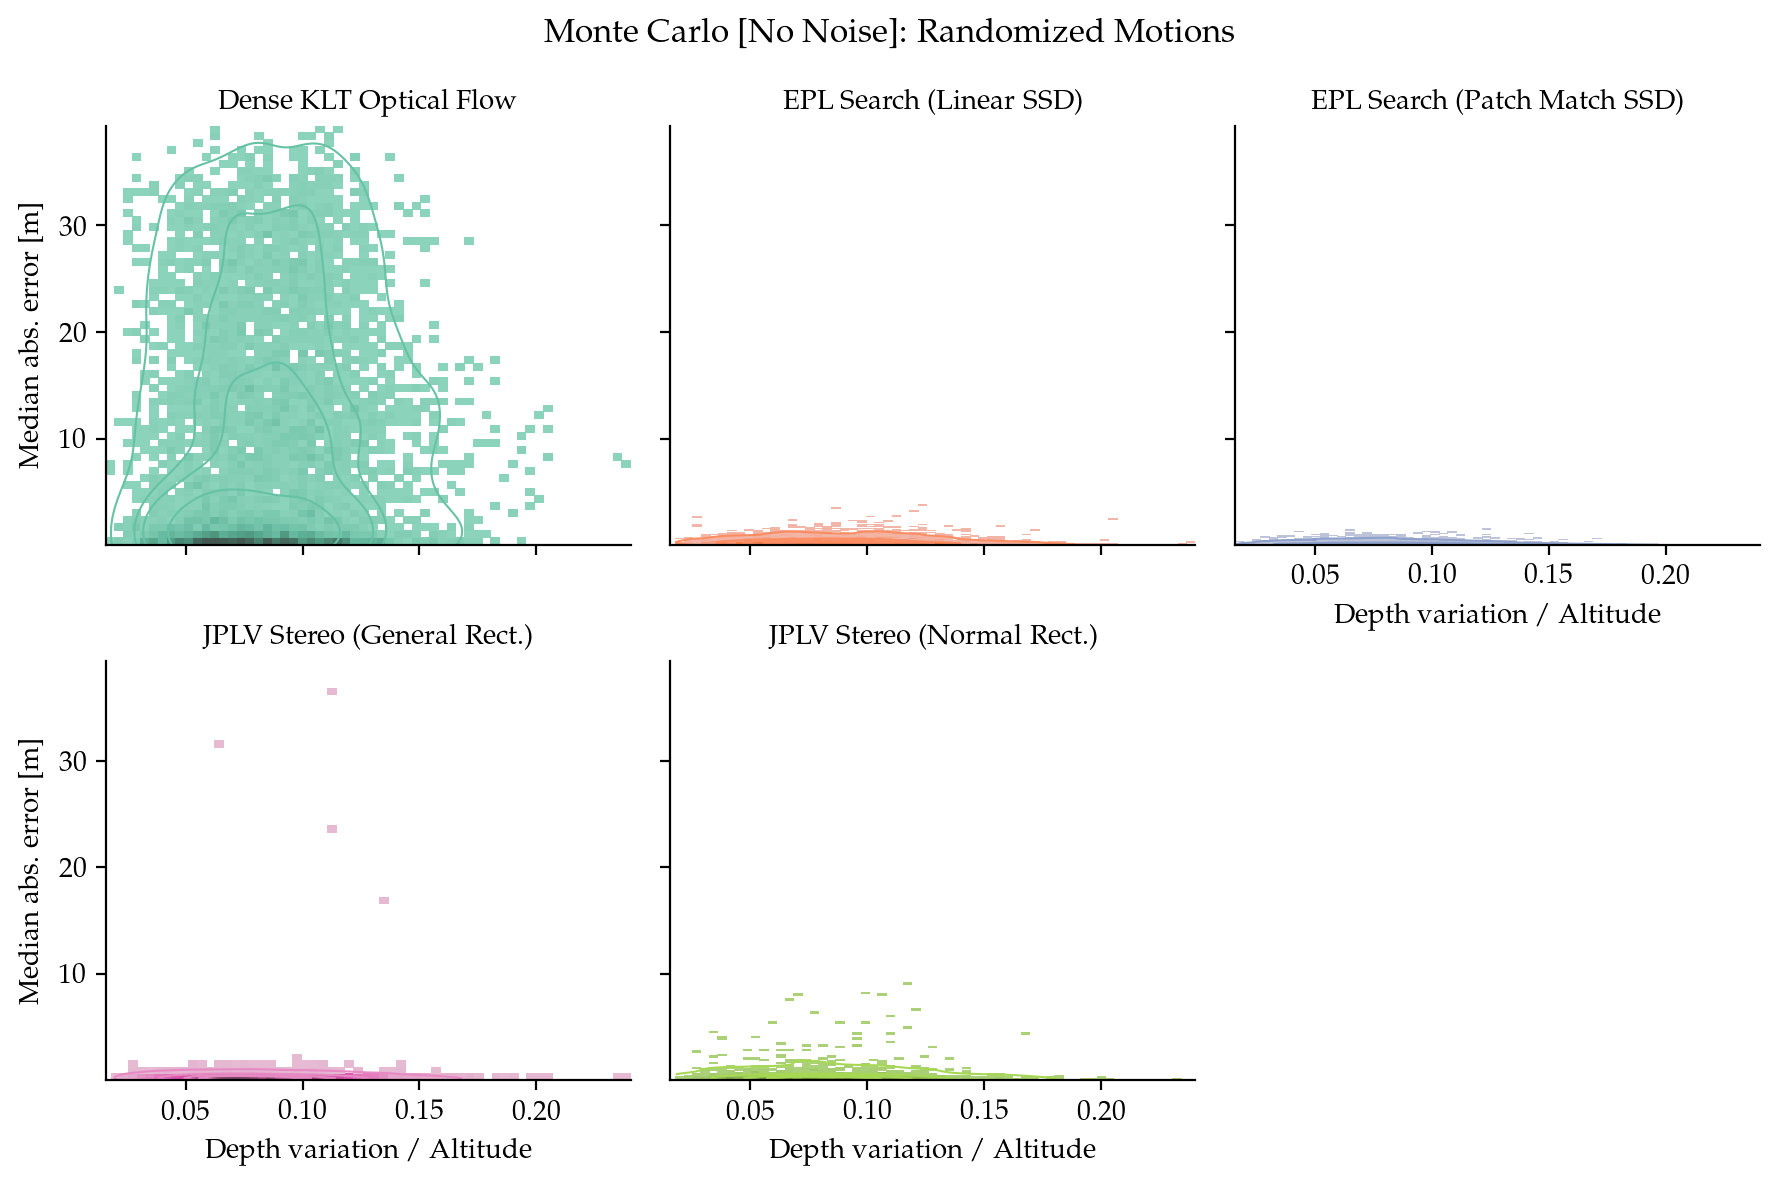 Monte Carlo [No Noise]: Randomized Motions
Dense KLT Optical Flow
EPL Search (Linear SSD)
EPL Search (Patch Match SSD)
Median abs. error [m]
30
20
10
0.05 0.10 0.15 0.20
Depth variation / Altitude
JPLV Stereo (General Rect.)
JPLV Stereo (Normal Rect.)
Median abs. error [m]
30
20
10
0.05 0.10 0.15 0.20
0.05 0.10 0.15 0.20
Depth variation / Altitude
Depth variation / Altitude